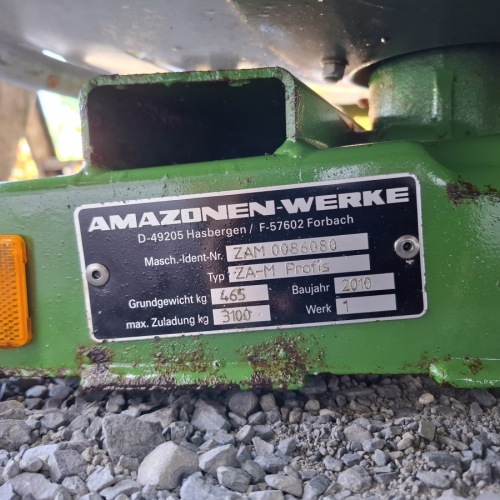 AMAZONEN-WERKE
D-49205 Hasbergen / F-57602 Forbach
Masch.-Ident-Nr. ZAM 0086080
Typ ZA-M Profis
Grundgewicht kg 465 Baujahr 2010
max. Zuladung kg 3100 Werk 1